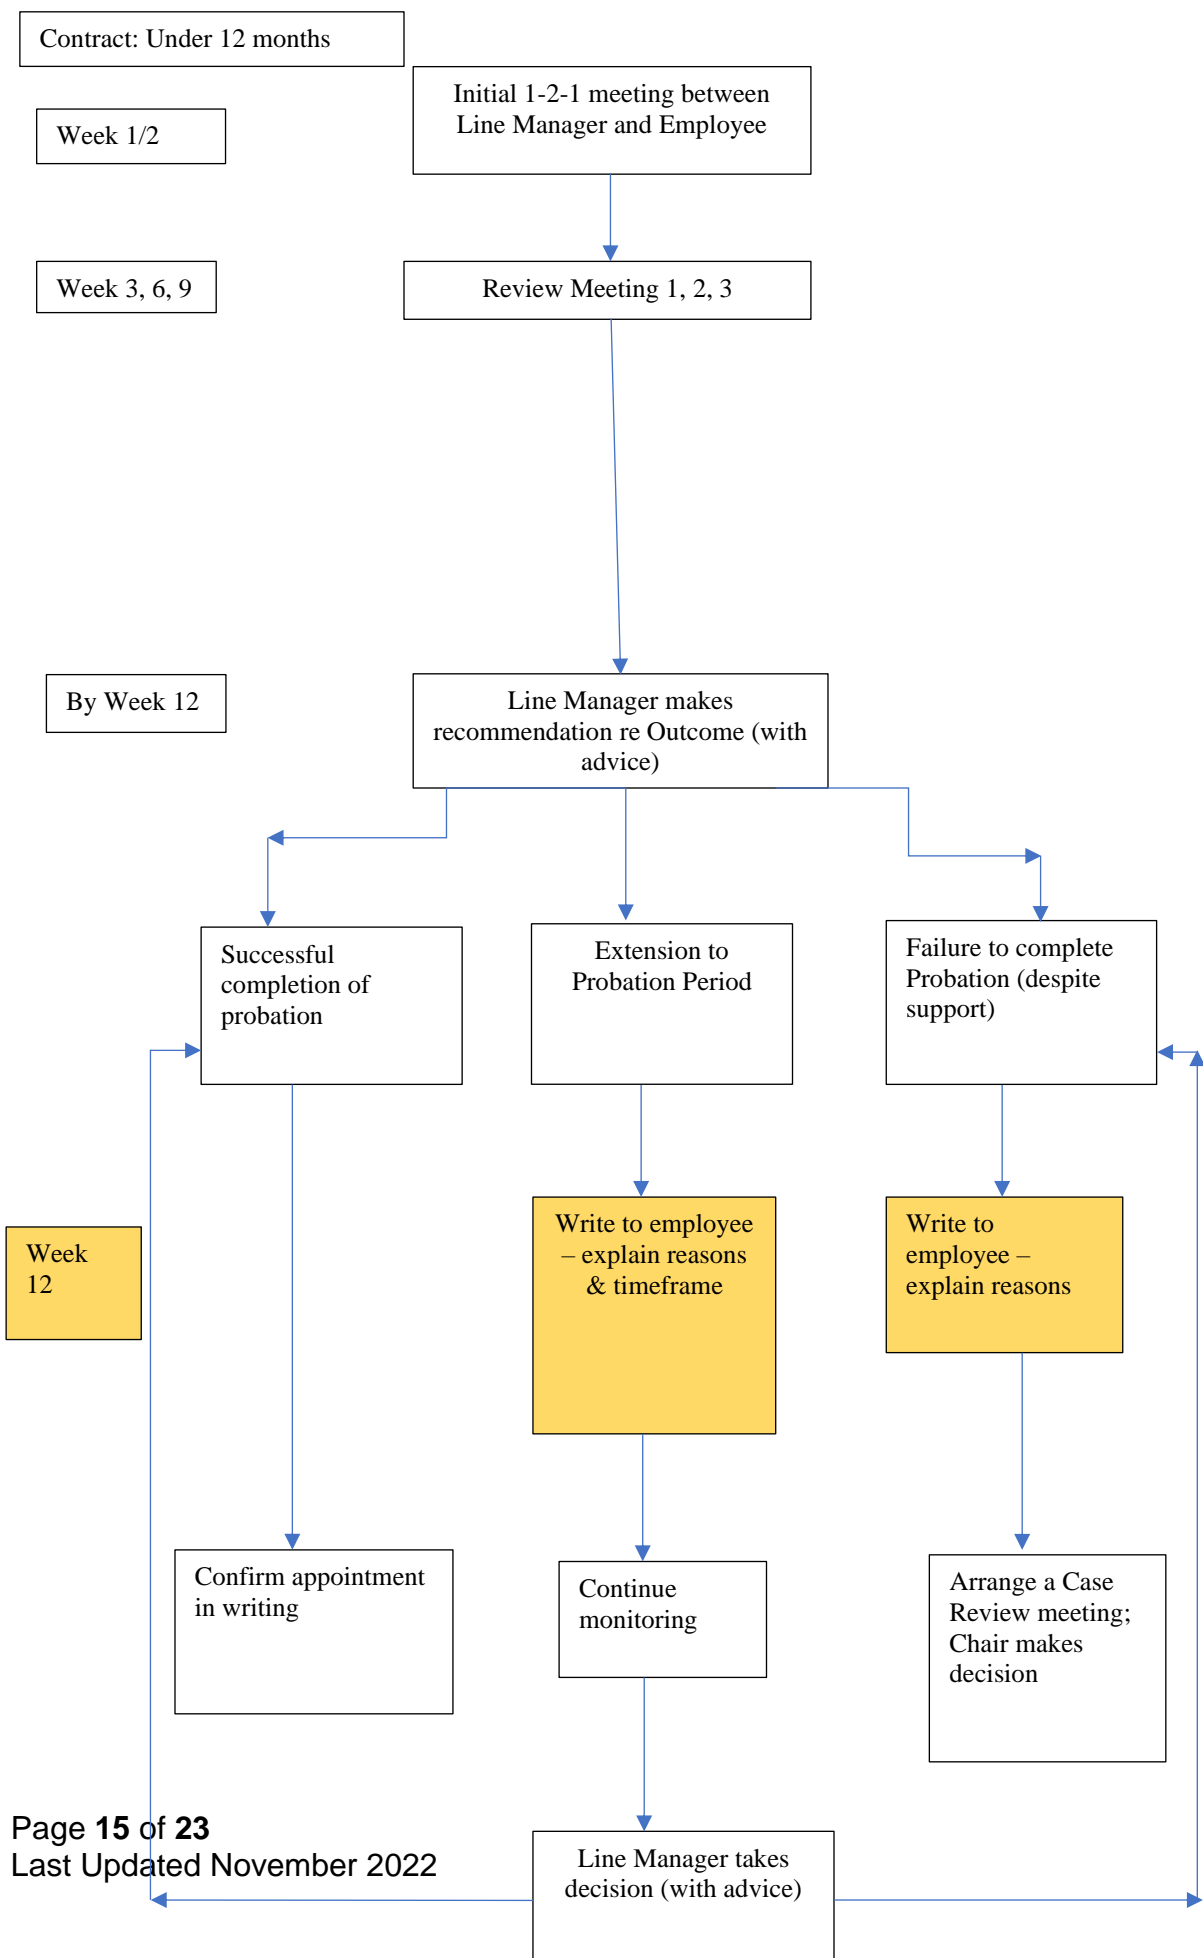 Contract: Under 12 months
Initial 1-2-1 meeting between
Line Manager and Employee
Week 1/2
Week 3, 6, 9
Review Meeting 1, 2, 3
By Week 12
Line Manager makes
recommendation re Outcome (with
advice)
Successful
completion of
probation
Extension to
Probation Period
Failure to complete
Probation (despite
support)
Week
12
Write to employee
– explain reasons
& timeframe
Write to
employee –
explain reasons
Confirm appointment
in writing
Continue
monitoring
Arrange a Case
Review meeting;
Chair makes
decision
Line Manager takes
decision (with advice)
Page 15 of 23
Last Updated November 2022